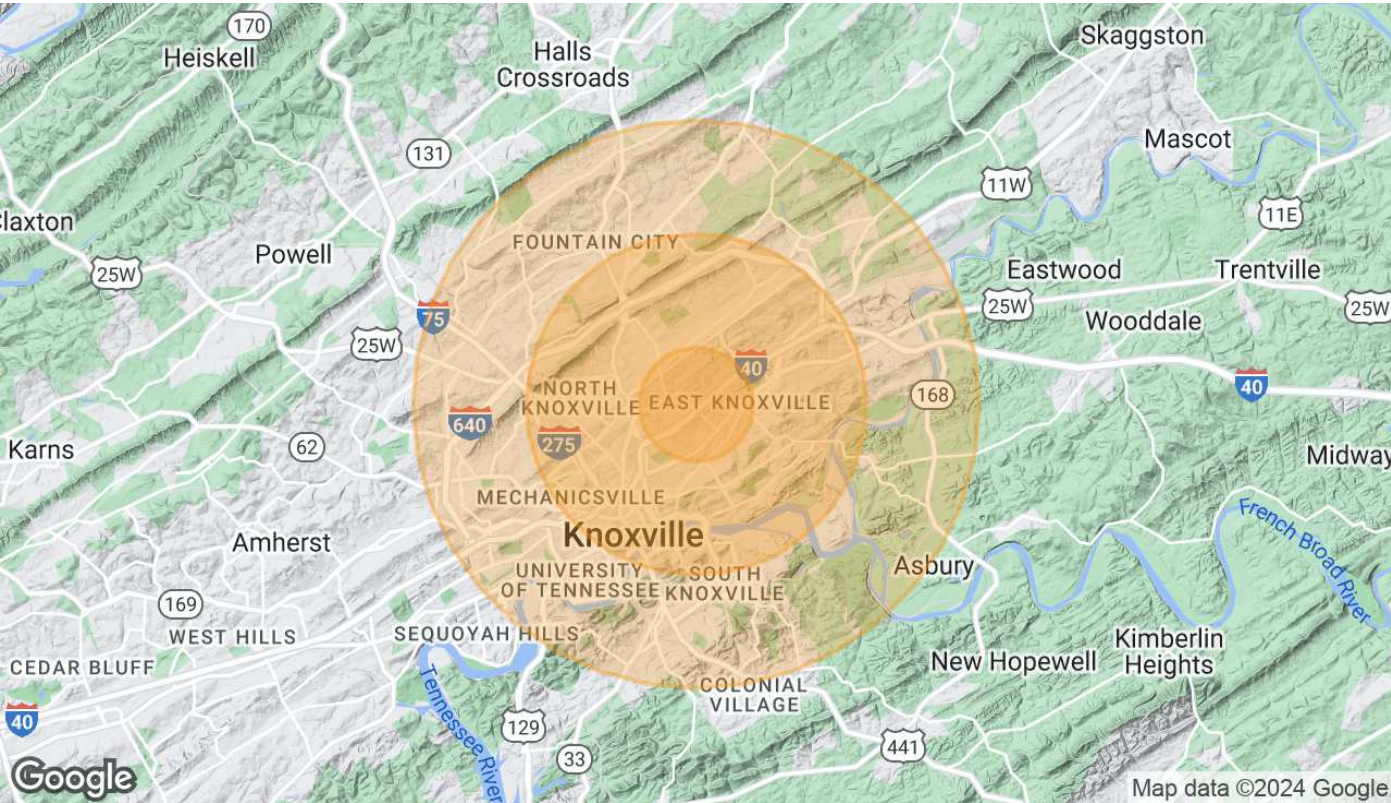 170
Heiskell
Halls
Crossroads
Skaggston
131
Mascot
11W
11E
Claxton
Powell
25W
FOUNTAIN CITY
Eastwood
Trentville
25W
25W
Wooddale
75
25W
40
40
NORTH
KNOXVILLE
EAST KNOXVILLE
168
640
275
62
Karns
Midway
MECHANICSVILLE
Knoxville
Amherst
French Broad River
UNIVERSITY
OF TENNESSEE
SOUTH
KNOXVILLE
Asbury
169
WEST HILLS
SEQUOYAH HILLS
CEDAR BLUFF
Kimberlin
Heights
New Hopewell
Tennessee River
COLONIAL
VILLAGE
40
129
33
441
Google
Map data ©2024 Google